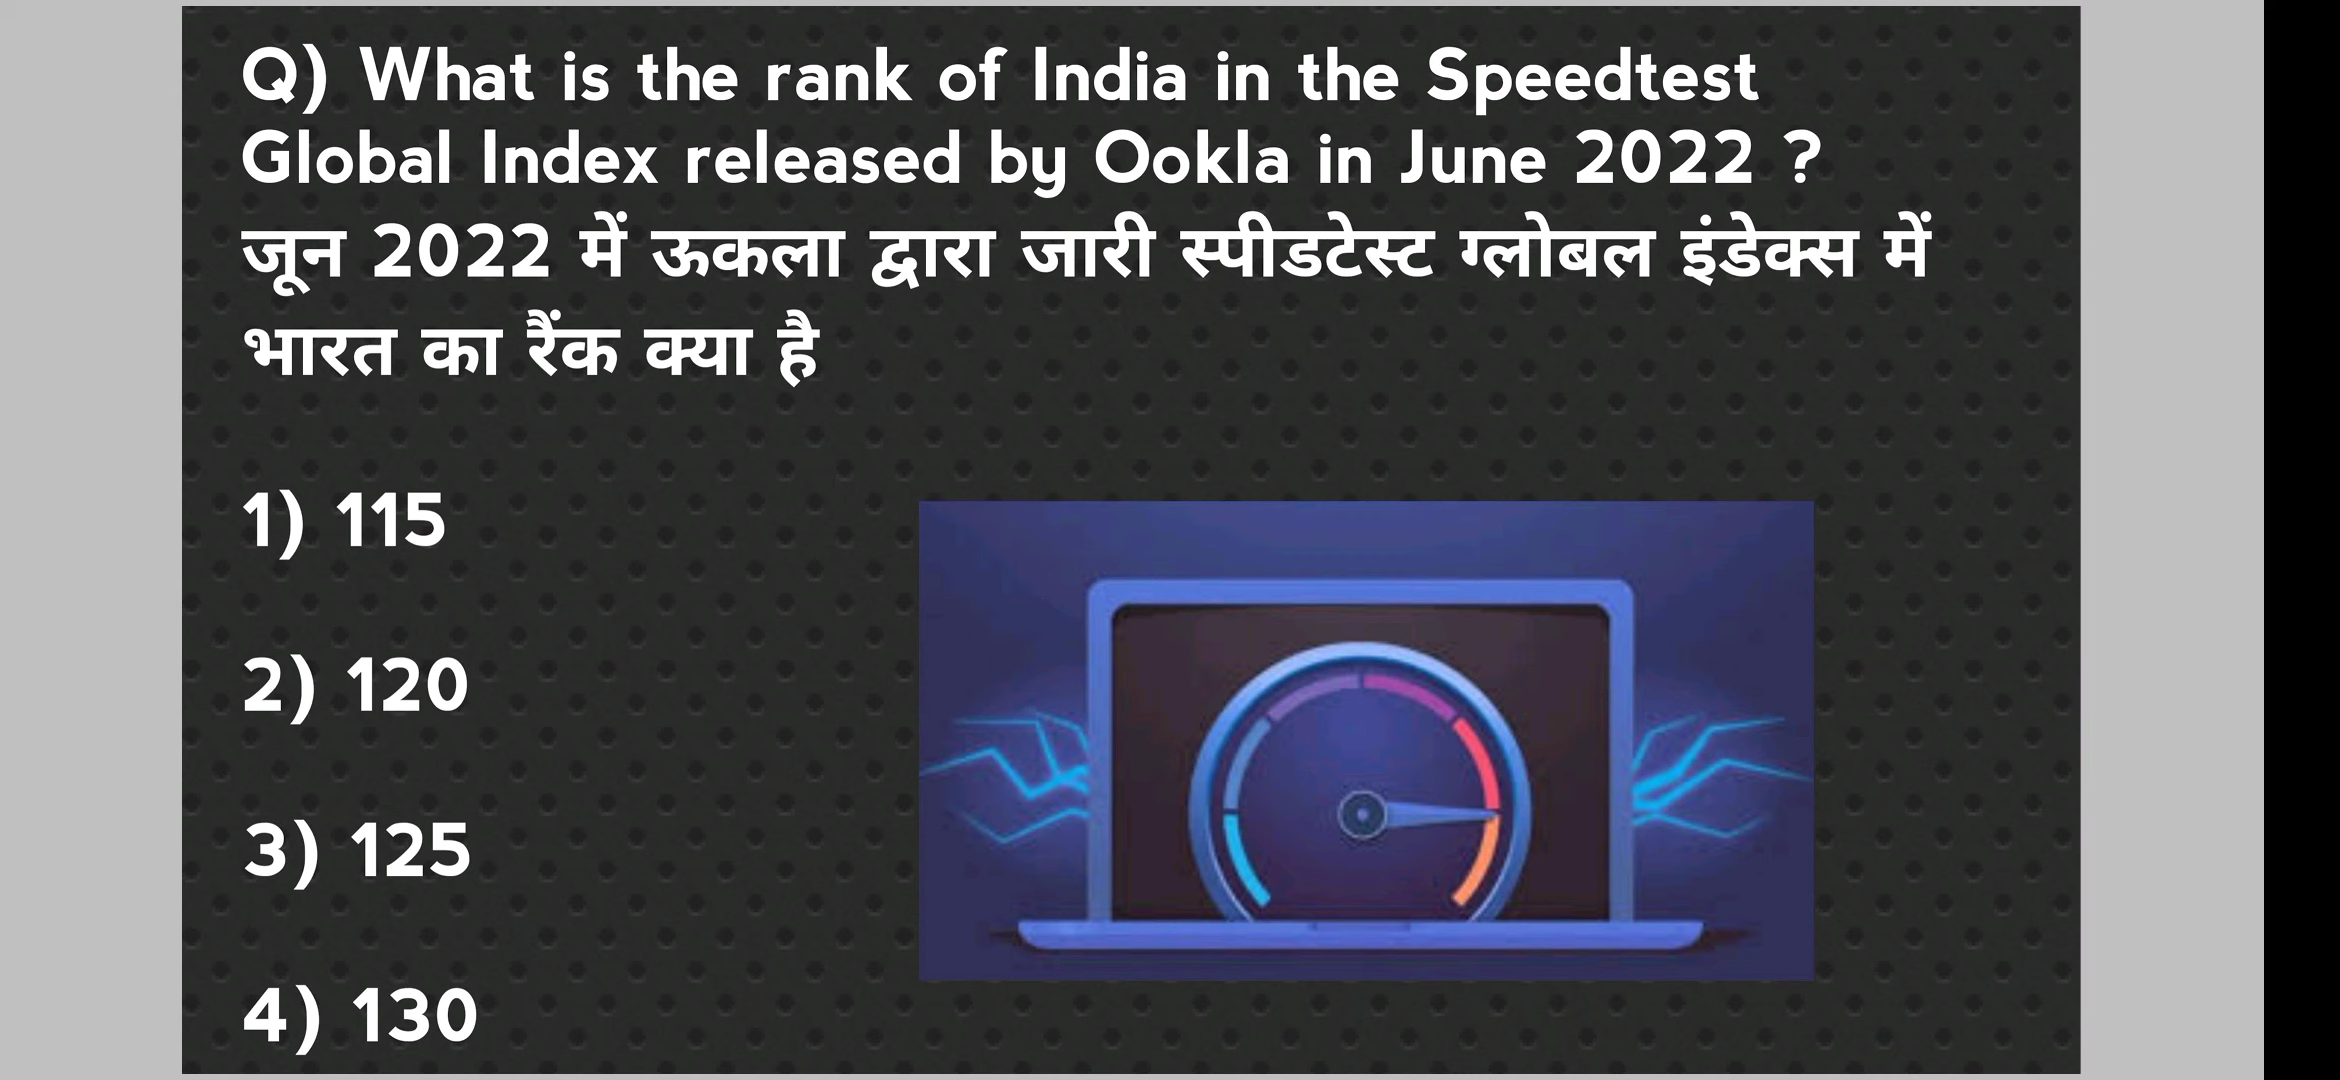 Q) What is the rank of India in the Speedtest
Global Index released by Ookla in June 2022 ?
जून 2022 में ऊकला द्वारा जारी स्पीडटेस्ट ग्लोबल इंडेक्स में
भारत का रैंक क्या है
1) 115
2) 120
3) 125
4) 130